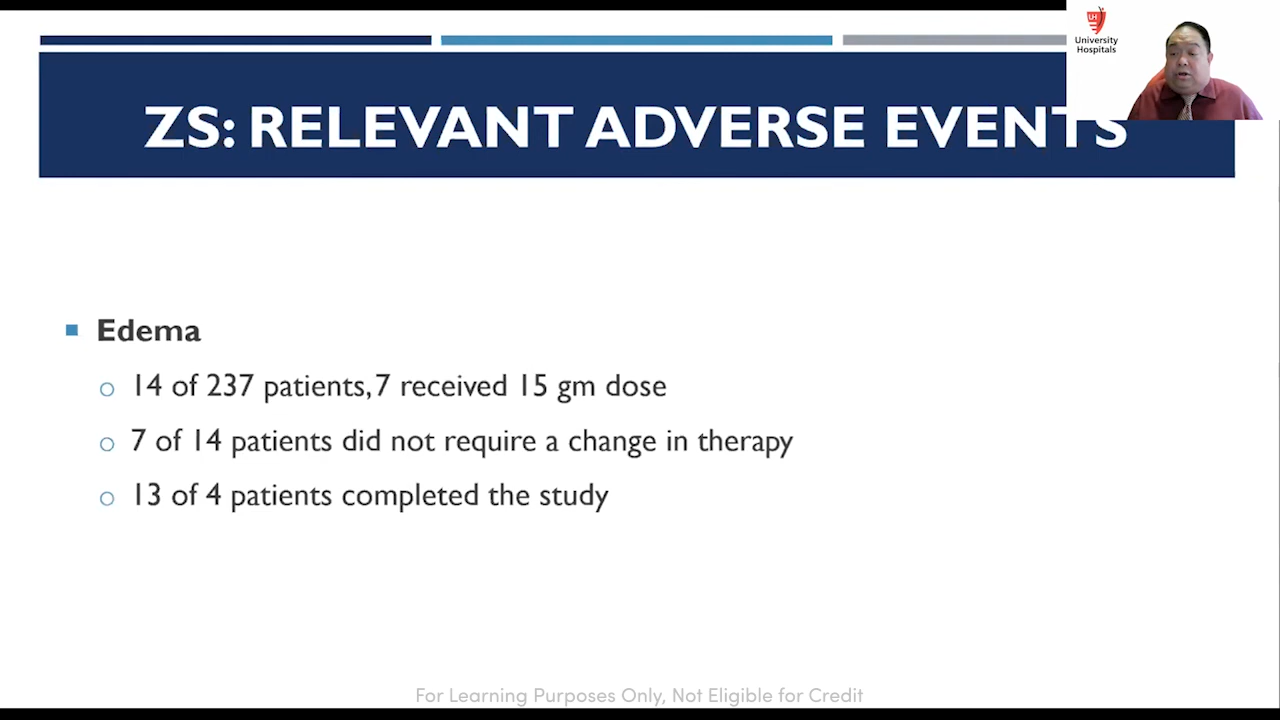 UH
University
Hospitals
ZS: RELEVANT ADVERSE EVENTS
Edema
14 of 237 patients, 7 received 15 gm dose
7 of 14 patients did not require a change in therapy
13 of 4 patients completed the study
For Learning Purposes Only, Not Eligible for Credit